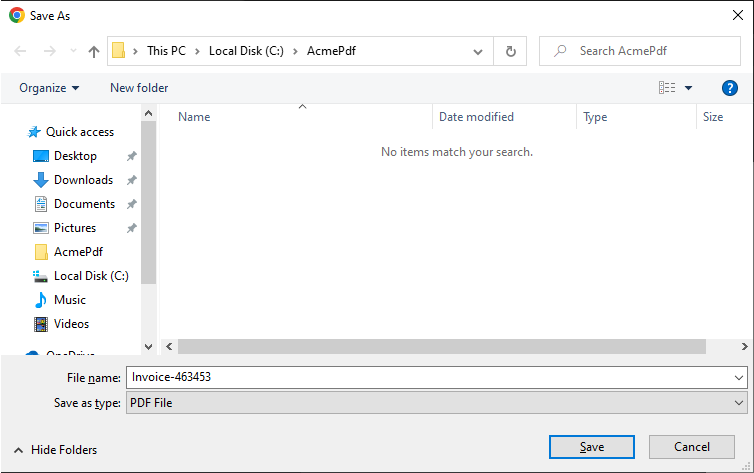 Save As
This PC > Local Disk (C:) > AcmePdf
Search AcmePdf
Organize
New folder
?
Name
Date modified
Type
Size
No items match your search.
Quick access
Desktop
Downloads
Documents
Pictures
AcmePdf
Local Disk (C:)
Music
Videos
OneDrive
File name: Invoice-463453
Save as type: PDF File
Hide Folders
Save
Cancel